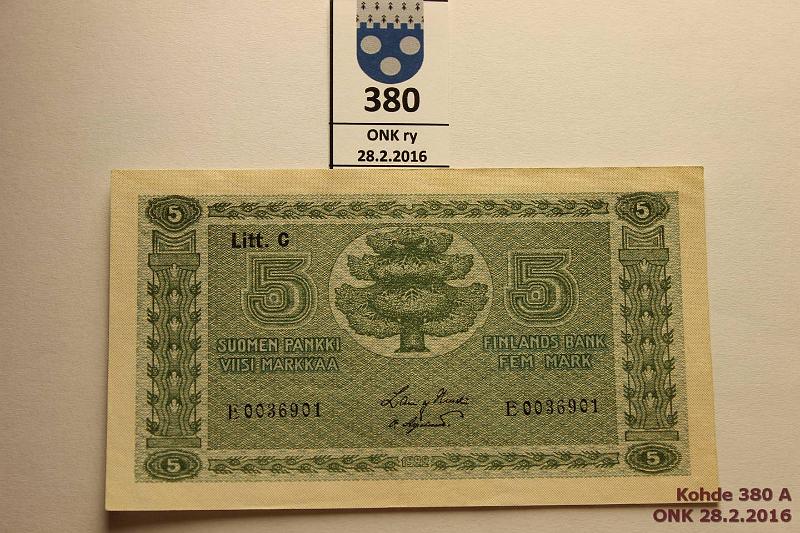 380
ONK ry
28.2.2016
5 5
Litt. C
5 5
SUOMEN PANKKI FINLANDS BANK
VIISI MARKKAA FEM MARK
E0036901 E0036901
5 1922 5
Kohde 380 A
ONK 28.2.2016